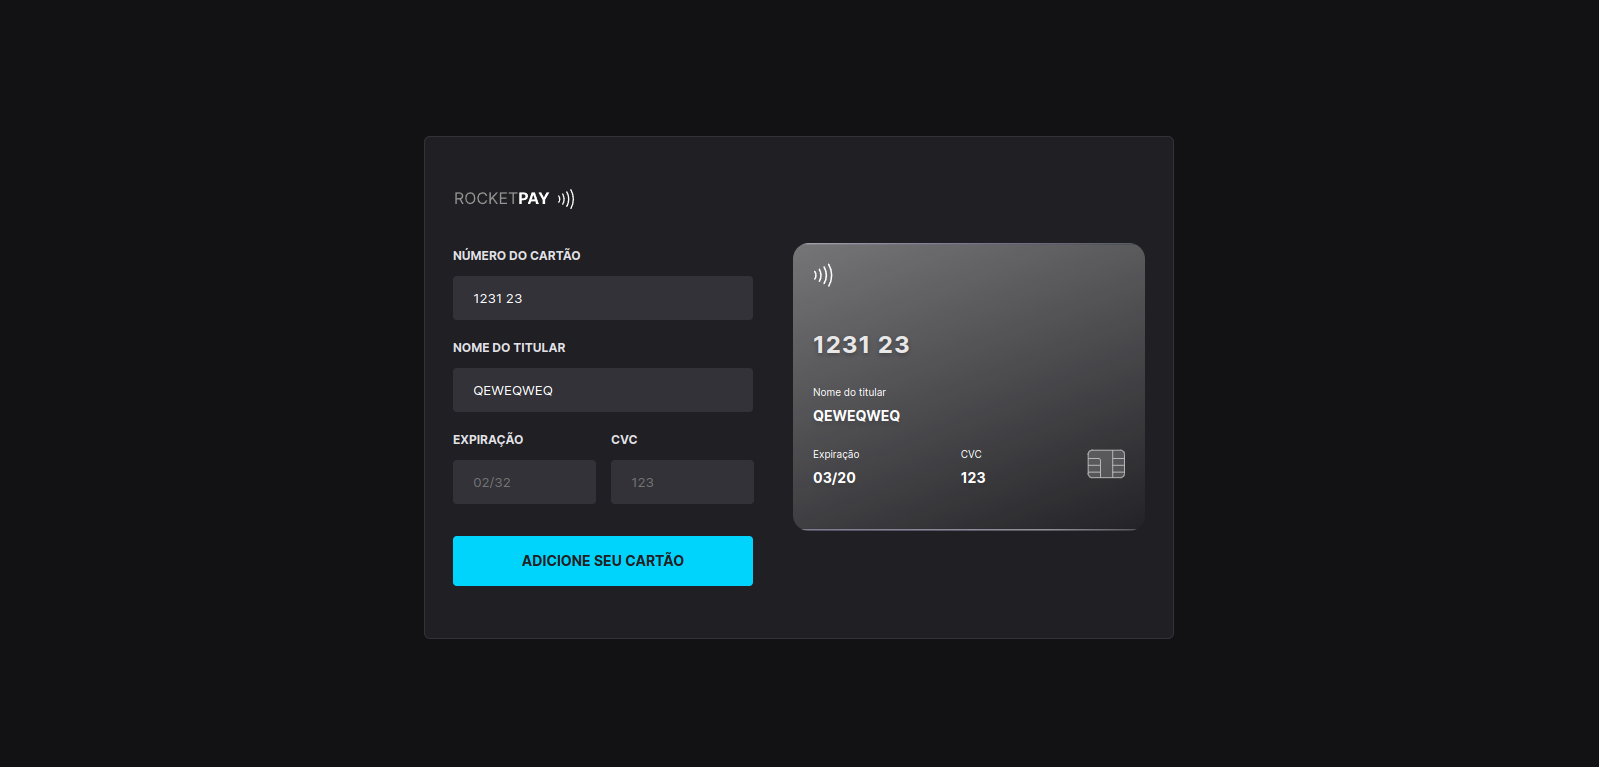 ROCKETPAY
NÚMERO DO CARTÃO
1231 23
NOME DO TITULAR
QEWEQWEQ
EXPIRAÇÃO CVC
02/32 123
ADICIONE SEU CARTÃO
1231 23
Nome do titular
QEWEQWEQ
Expiração CVC
03/20 123